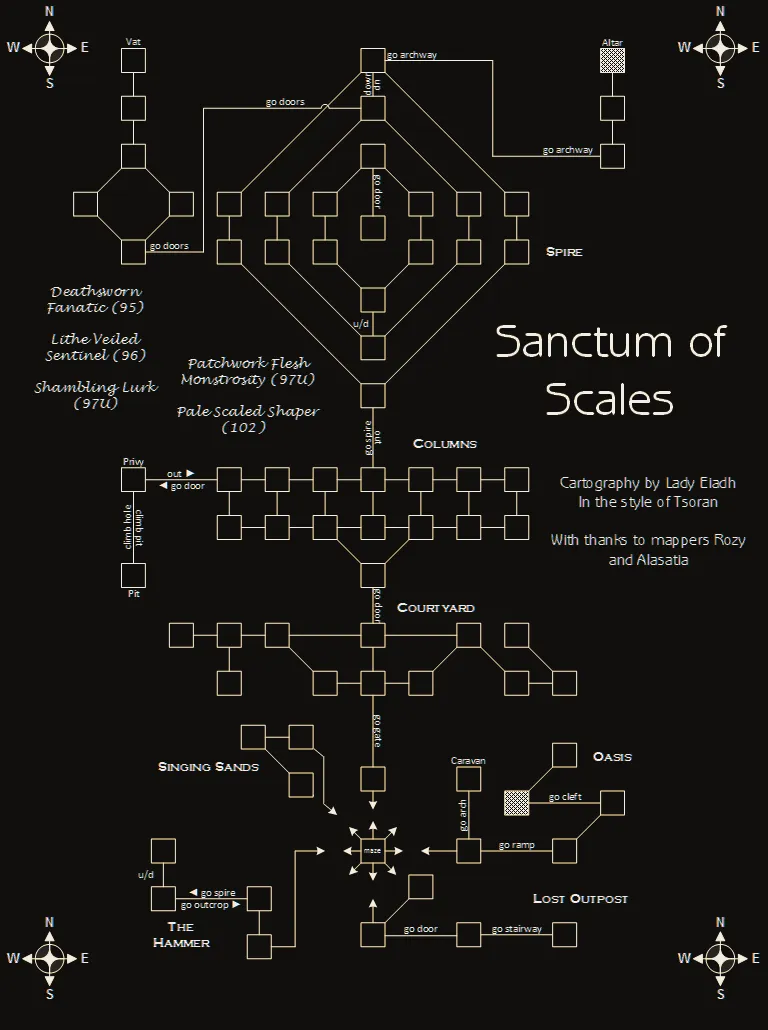 N
W E
S
N
W E
S
Vat
go archway
Altar
down
up
go doors
go archway
go door
go doors
Spire
Deathsworn
Fanatic (95)
Lithe Veiled
Sentinel (96)
Shambling Lurk
(97U)
u/d
Patchwork Flesh
Monstrosity (97U)
Pale Scaled Shaper
(102)
Sanctum of
Scales
go spire
out
Columns
Privy
out
go door
climb hole
climb pit
Pit
Cartography by Lady Eladh
In the style of Tsoran
With thanks to mappers Rozy
and Alasatia
go door
Courtyard
go gate
Singing Sands
Caravan
Oasis
go cleft
go arch
maze
go ramp
u/d
go spire
go outcrop
The
Hammer
Lost Outpost
go door
go stairway
N
W E
S
N
W E
S